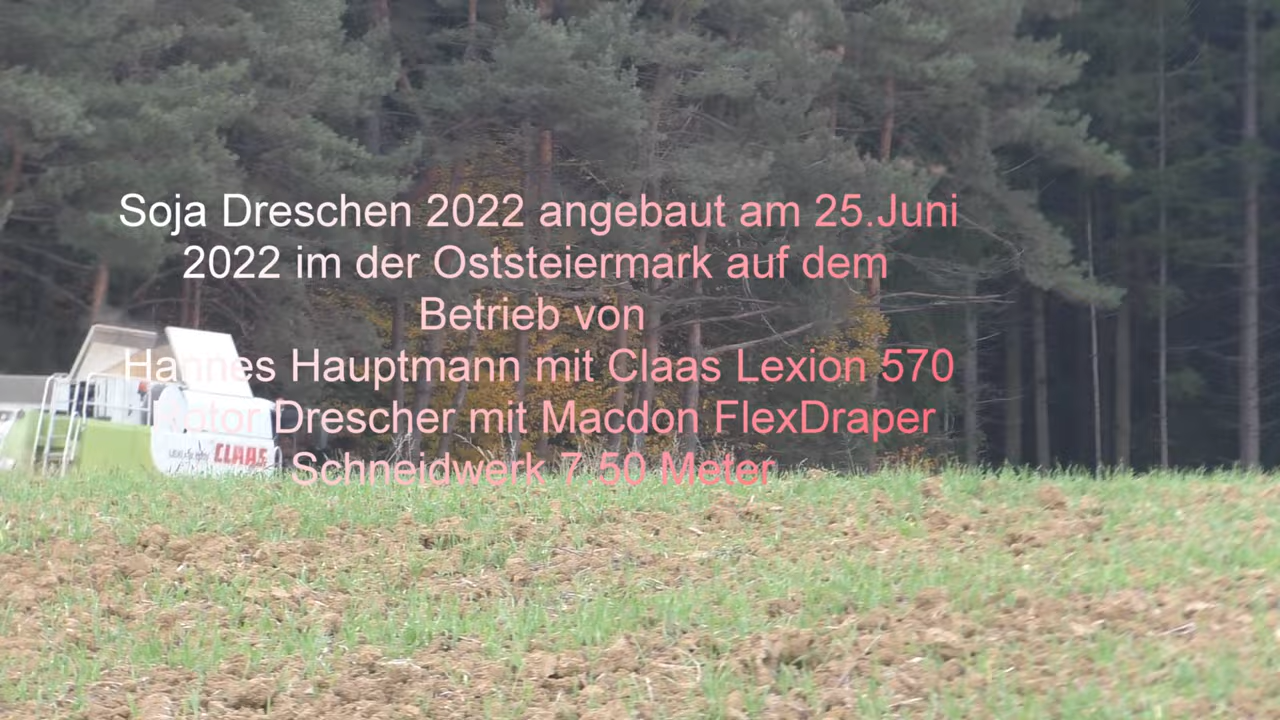 Soja Dreschen 2022 angebaut am 25.Juni
2022 im der Oststeiermark auf dem
Betrieb von
Hannes Hauptmann mit Claas Lexion 570
Rotor Drescher mit Macdon FlexDraper
Schneidwerk 7.50 Meter
CLAAS